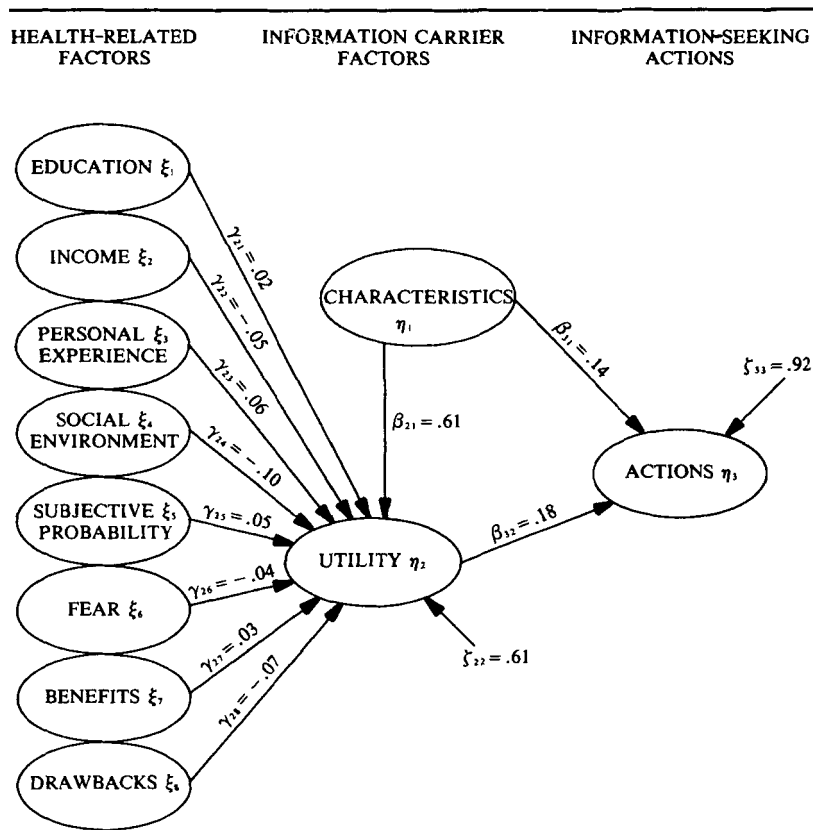 HEALTH-RELATED FACTORS
INFORMATION CARRIER FACTORS
INFORMATION-SEEKING ACTIONS
EDUCATION ξ₁
INCOME ξ₂
PERSONAL ξ₃
EXPERIENCE
SOCIAL ξ₄
ENVIRONMENT
SUBJECTIVE ξ₅
PROBABILITY
FEAR ξ₆
BENEFITS ξ₇
DRAWBACKS ξ₈
γ₂₁ = .02
γ₂₂ = -.05
γ₂₃ = .06
γ₂₄ = -.10
γ₂₅ = .05
γ₂₆ = -.04
γ₂₇ = .03
γ₂₈ = -.07
CHARACTERISTICS
η₁
β₂₁ = .61
β₃₁ = .14
ζ₃₃ = .92
ACTIONS η₃
β₃₂ = .18
UTILITY η₂
ζ₂₂ = .61